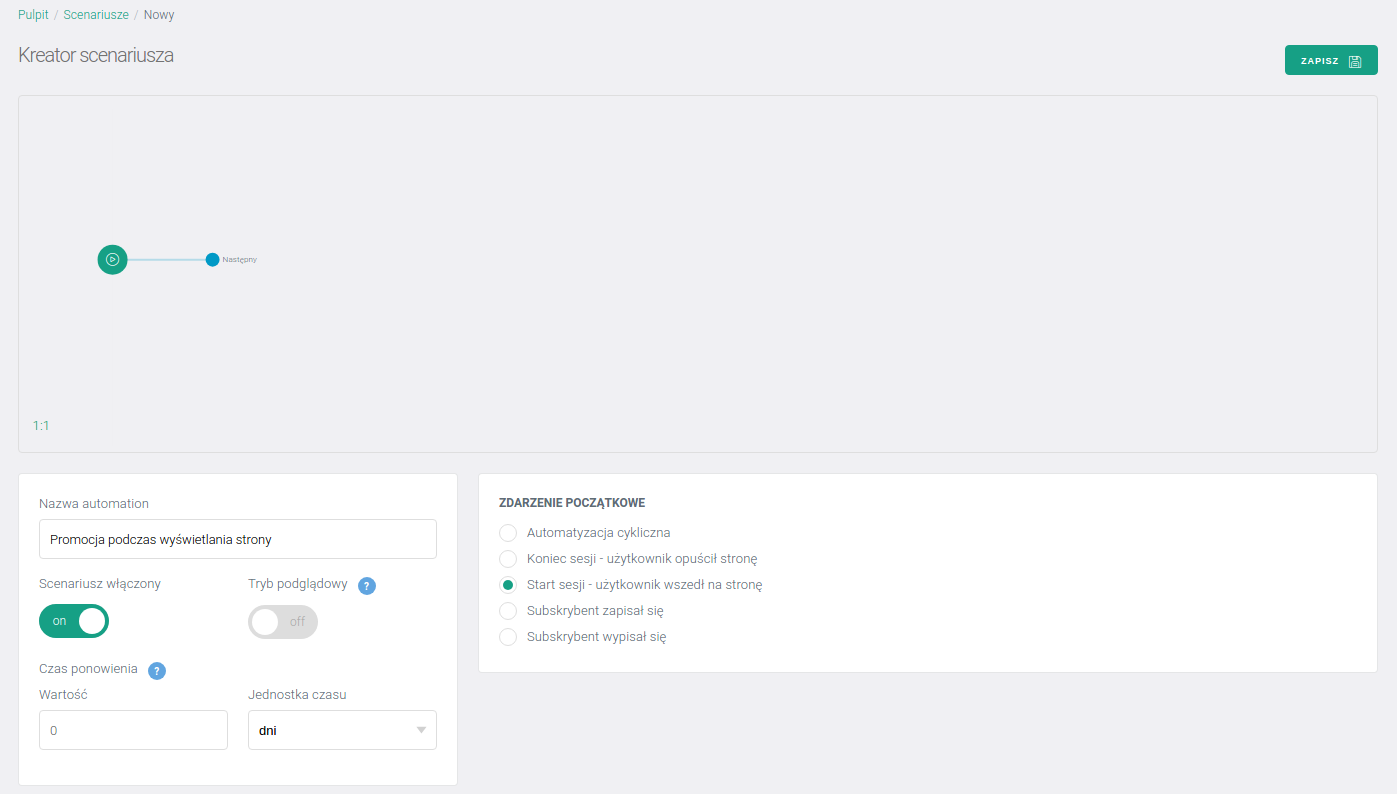 Pulpit / Scenariusze / Nowy
Kreator scenariusza
ZAPISZ
Następny
1:1
Nazwa automation
Promocja podczas wyświetlania strony
Scenariusz włączony
Tryb podglądowy ?
on
off
Czas ponowienia ?
Wartość
Jednostka czasu
0
dni
ZDARZENIE POCZĄTKOWE
Automatyzacja cykliczna
Koniec sesji - użytkownik opuścił stronę
Start sesji - użytkownik wszedł na stronę
Subskrybent zapisał się
Subskrybent wypisał się